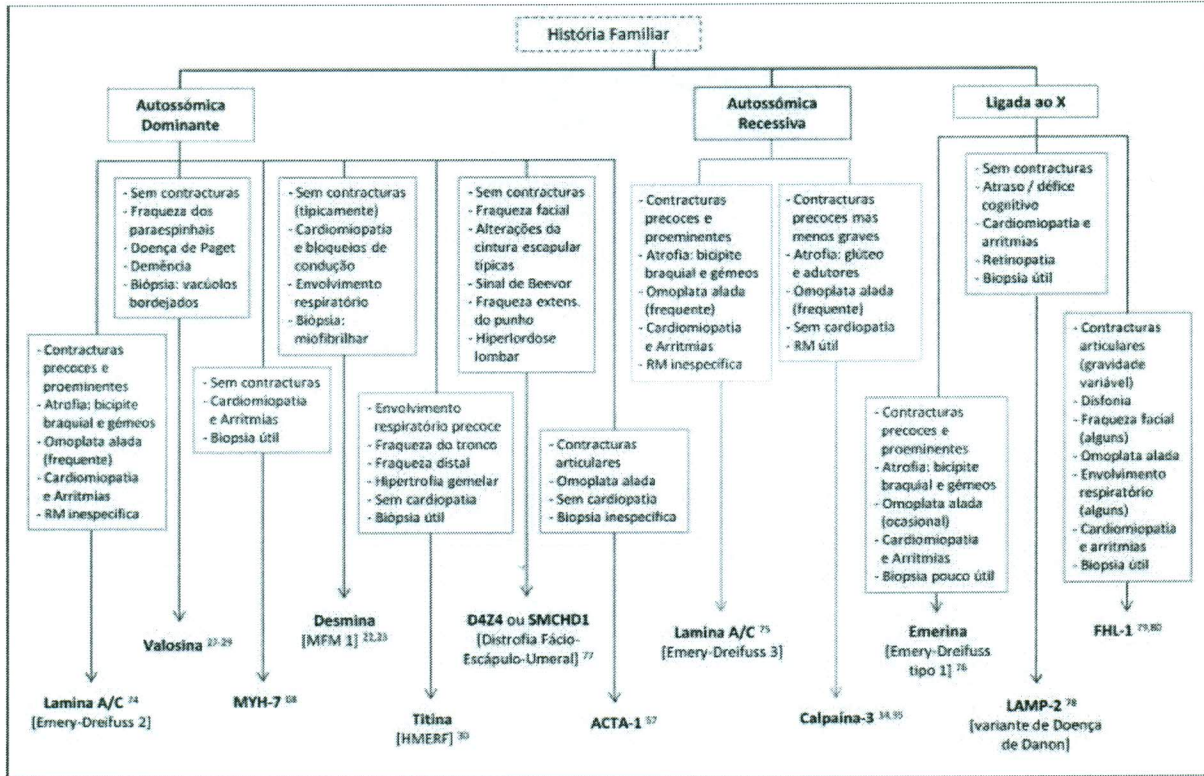 História Familiar
Autossómica
Dominante
Autossómica
Recessiva
Ligada ao X
- Contracturas
precoces e
proeminentes
- Atrofia: bicipite
braquial e gémeos
- Omoplata alada
(frequente)
- Cardiomiopatia
e Arritmias
- RM inespecífica
Lamina A/C 74
[Emery-Dreifuss 2]
- Sem contracturas
- Fraqueza dos
paraespinhais
- Doença de Paget
- Demência
- Biópsia: vacúolos
bordejados
Valosina 27-29
- Sem contracturas
- Cardiomiopatia
e Arritmias
- Biopsia útil
MYH-7 68
- Sem contracturas
(tipicamente)
- Cardiomiopatia
e bloqueios de
condução
- Envolvimento
respiratório
- Biópsia:
miofibrilhar
Desmina
[MFM 1] 22,23
- Envolvimento
respiratório precoce
- Fraqueza do tronco
- Fraqueza distal
- Hipertrofia gemelar
- Sem cardiopatia
- Biópsia útil
Titina
[HMERF] 30
- Sem contracturas
- Fraqueza facial
- Alterações da
cintura escapular
típicas
- Sinal de Beevor
- Fraqueza extens.
do punho
- Hiperlordose
lombar
D4Z4 ou SMCHD1
[Distrofia Fácio-
Escápulo-Umeral] 77
- Contracturas
articulares
- Omoplata alada
- Sem cardiopatia
- Biopsia inespecífica
ACTA-1 57
- Contracturas
precoces e
proeminentes
- Atrofia: bicipite
braquial e gémeos
- Omoplata alada
(frequente)
- Cardiomiopatia
e Arritmias
- RM inespecífica
Lamina A/C 75
[Emery-Dreifuss 3]
- Contracturas
precoces mas
menos graves
- Atrofia: glúteo
e adutores
- Omoplata alada
(frequente)
- Sem cardiopatia
- RM útil
Calpaína-3 34,35
- Contracturas
precoces e
proeminentes
- Atrofia: bicipite
braquial e gémeos
- Omoplata alada
(ocasional)
- Cardiomiopatia
e Arritmias
- Biopsia pouco útil
Emerina
[Emery-Dreifuss
tipo 1] 76
- Sem contracturas
- Atraso / défice
cognitivo
- Cardiomiopatia e
arritmias
- Retinopatia
- Biopsia útil
LAMP-2 78
[variante de Doença
de Danon]
- Contracturas
articulares
(gravidade
variável)
- Disfonia
- Fraqueza facial
(alguns)
- Omoplata alada
- Envolvimento
respiratório
(alguns)
- Cardiomiopatia
e arritmias
- Biopsia útil
FHL-1 79,80